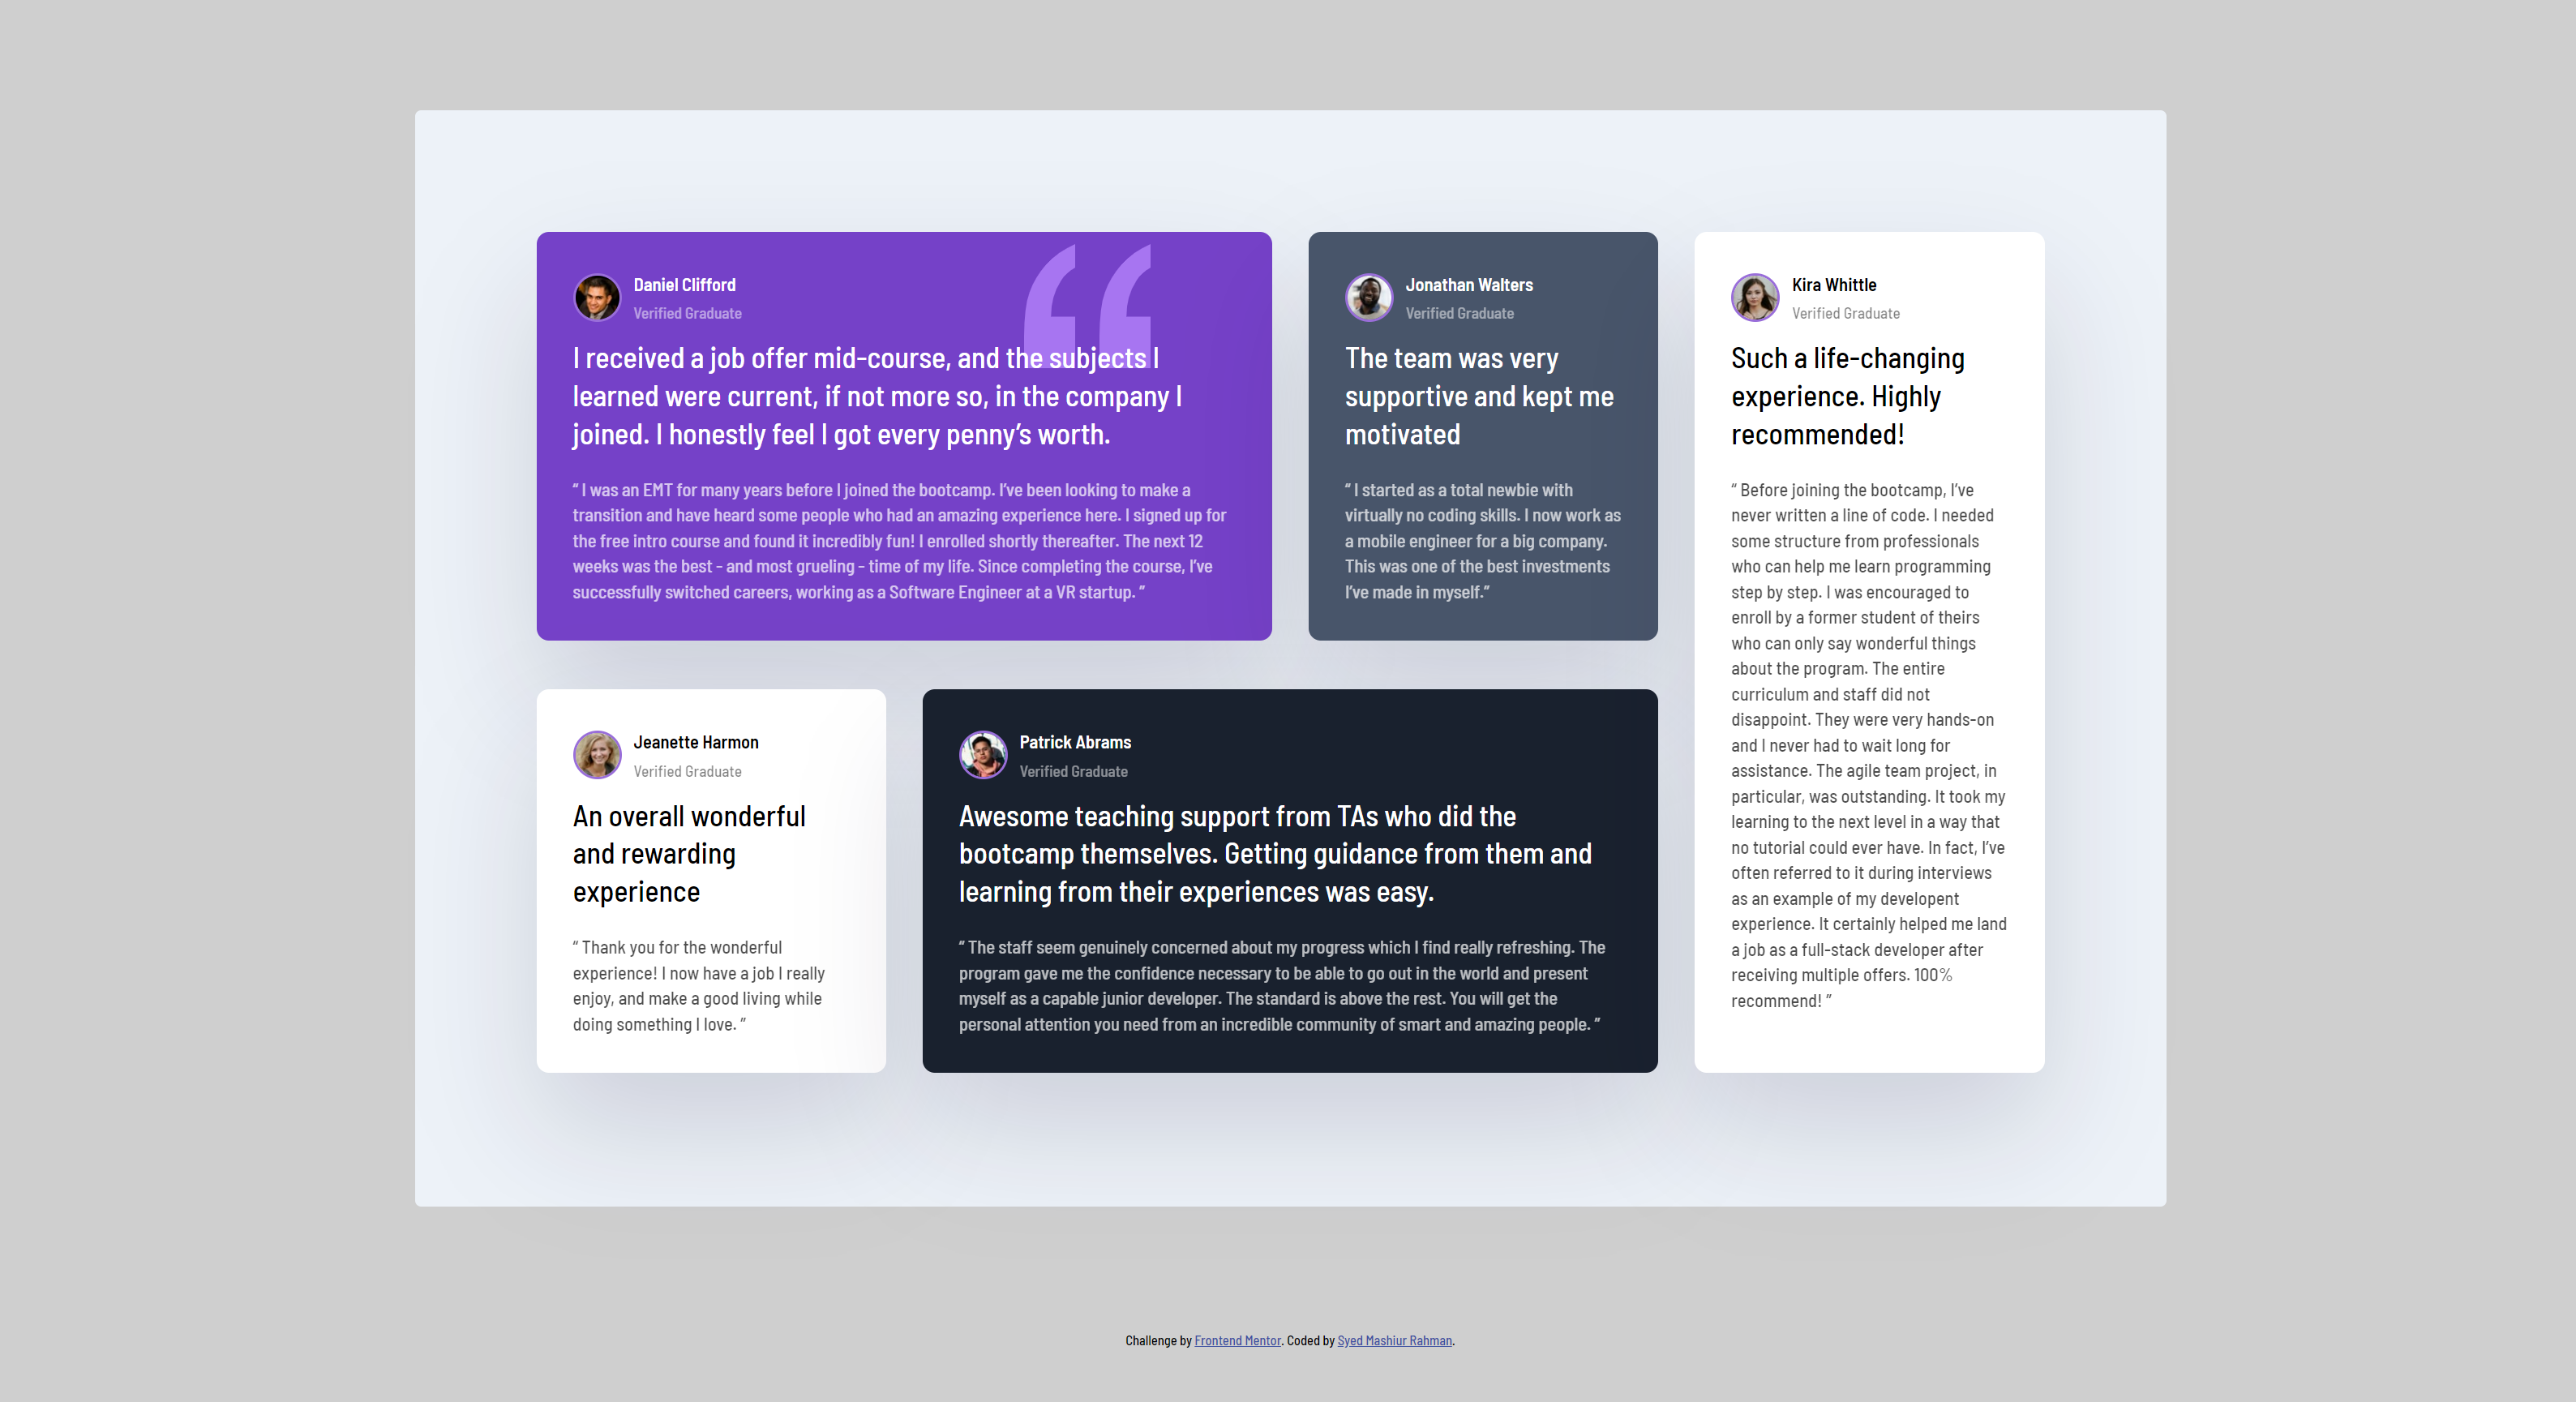 Daniel Clifford
Verified Graduate
I received a job offer mid-course, and the subjects I
learned were current, if not more so, in the company I
joined. I honestly feel I got every penny’s worth.
“ I was an EMT for many years before I joined the bootcamp. I’ve been looking to make a
transition and have heard some people who had an amazing experience here. I signed up for
the free intro course and found it incredibly fun! I enrolled shortly thereafter. The next 12
weeks was the best - and most grueling - time of my life. Since completing the course, I’ve
successfully switched careers, working as a Software Engineer at a VR startup. ”
Jonathan Walters
Verified Graduate
The team was very
supportive and kept me
motivated
“ I started as a total newbie with
virtually no coding skills. I now work as
a mobile engineer for a big company.
This was one of the best investments
I’ve made in myself.”
Kira Whittle
Verified Graduate
Such a life-changing
experience. Highly
recommended!
“ Before joining the bootcamp, I’ve
never written a line of code. I needed
some structure from professionals
who can help me learn programming
step by step. I was encouraged to
enroll by a former student of theirs
who can only say wonderful things
about the program. The entire
curriculum and staff did not
disappoint. They were very hands-on
and I never had to wait long for
assistance. The agile team project, in
particular, was outstanding. It took my
learning to the next level in a way that
no tutorial could ever have. In fact, I’ve
often referred to it during interviews
as an example of my developent
experience. It certainly helped me land
a job as a full-stack developer after
receiving multiple offers. 100%
recommend! ”
Jeanette Harmon
Verified Graduate
An overall wonderful
and rewarding
experience
“ Thank you for the wonderful
experience! I now have a job I really
enjoy, and make a good living while
doing something I love. ”
Patrick Abrams
Verified Graduate
Awesome teaching support from TAs who did the
bootcamp themselves. Getting guidance from them and
learning from their experiences was easy.
“ The staff seem genuinely concerned about my progress which I find really refreshing. The
program gave me the confidence necessary to be able to go out in the world and present
myself as a capable junior developer. The standard is above the rest. You will get the
personal attention you need from an incredible community of smart and amazing people. ”
Challenge by Frontend Mentor. Coded by Syed Mashiur Rahman.